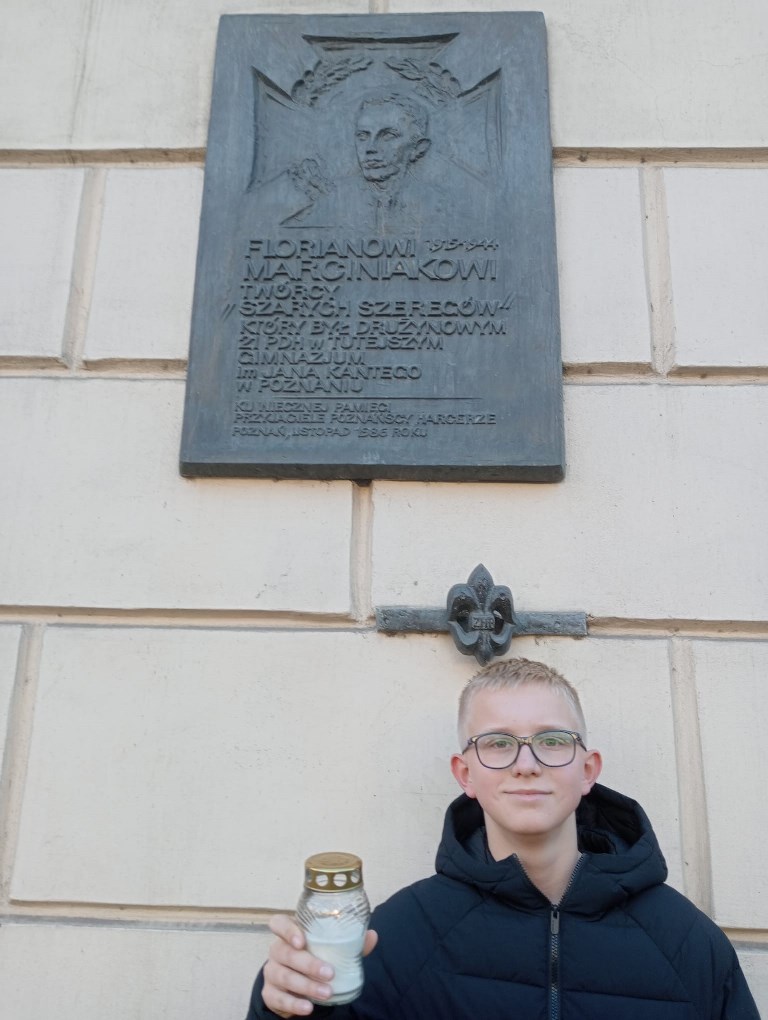 FLORIANOWI 1915-1944
MARCINIAKOWI
TWÓRCY
„SZARYCH SZEREGÓW”
KTÓRY BYŁ DRUŻYNOWYM
21 PDH w TUTEJSZYM
GIMNAZJUM
im JANA KANTEGO
W POZNANIU
KU WIECZNEJ PAMIĘCI
PRZYJACIELE POZNAŃSCY HARCERZE
POZNAŃ, LISTOPAD 1986 ROKU
ZHR